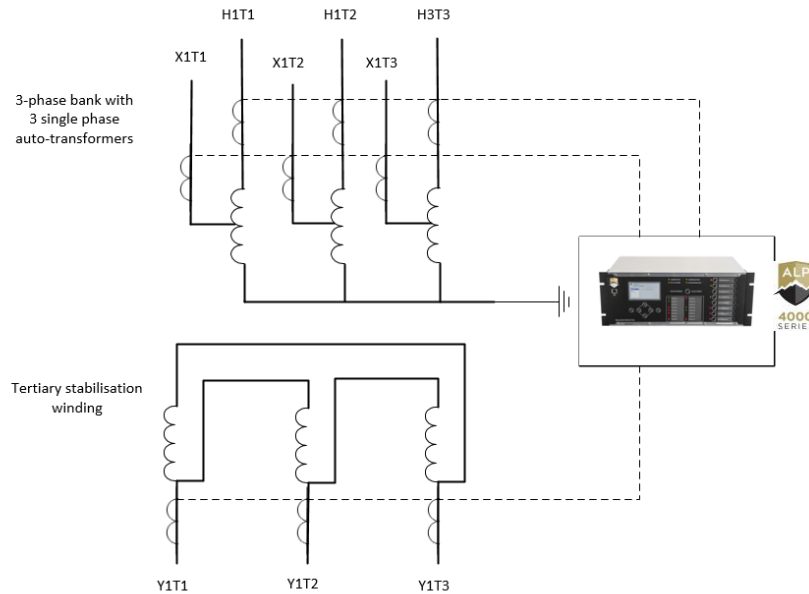 H1T1
H1T2
H3T3
X1T1
X1T2
X1T3
3-phase bank with
3 single phase
auto-transformers
ALP
4000
SERIES
Tertiary stabilisation
winding
Y1T1
Y1T2
Y1T3